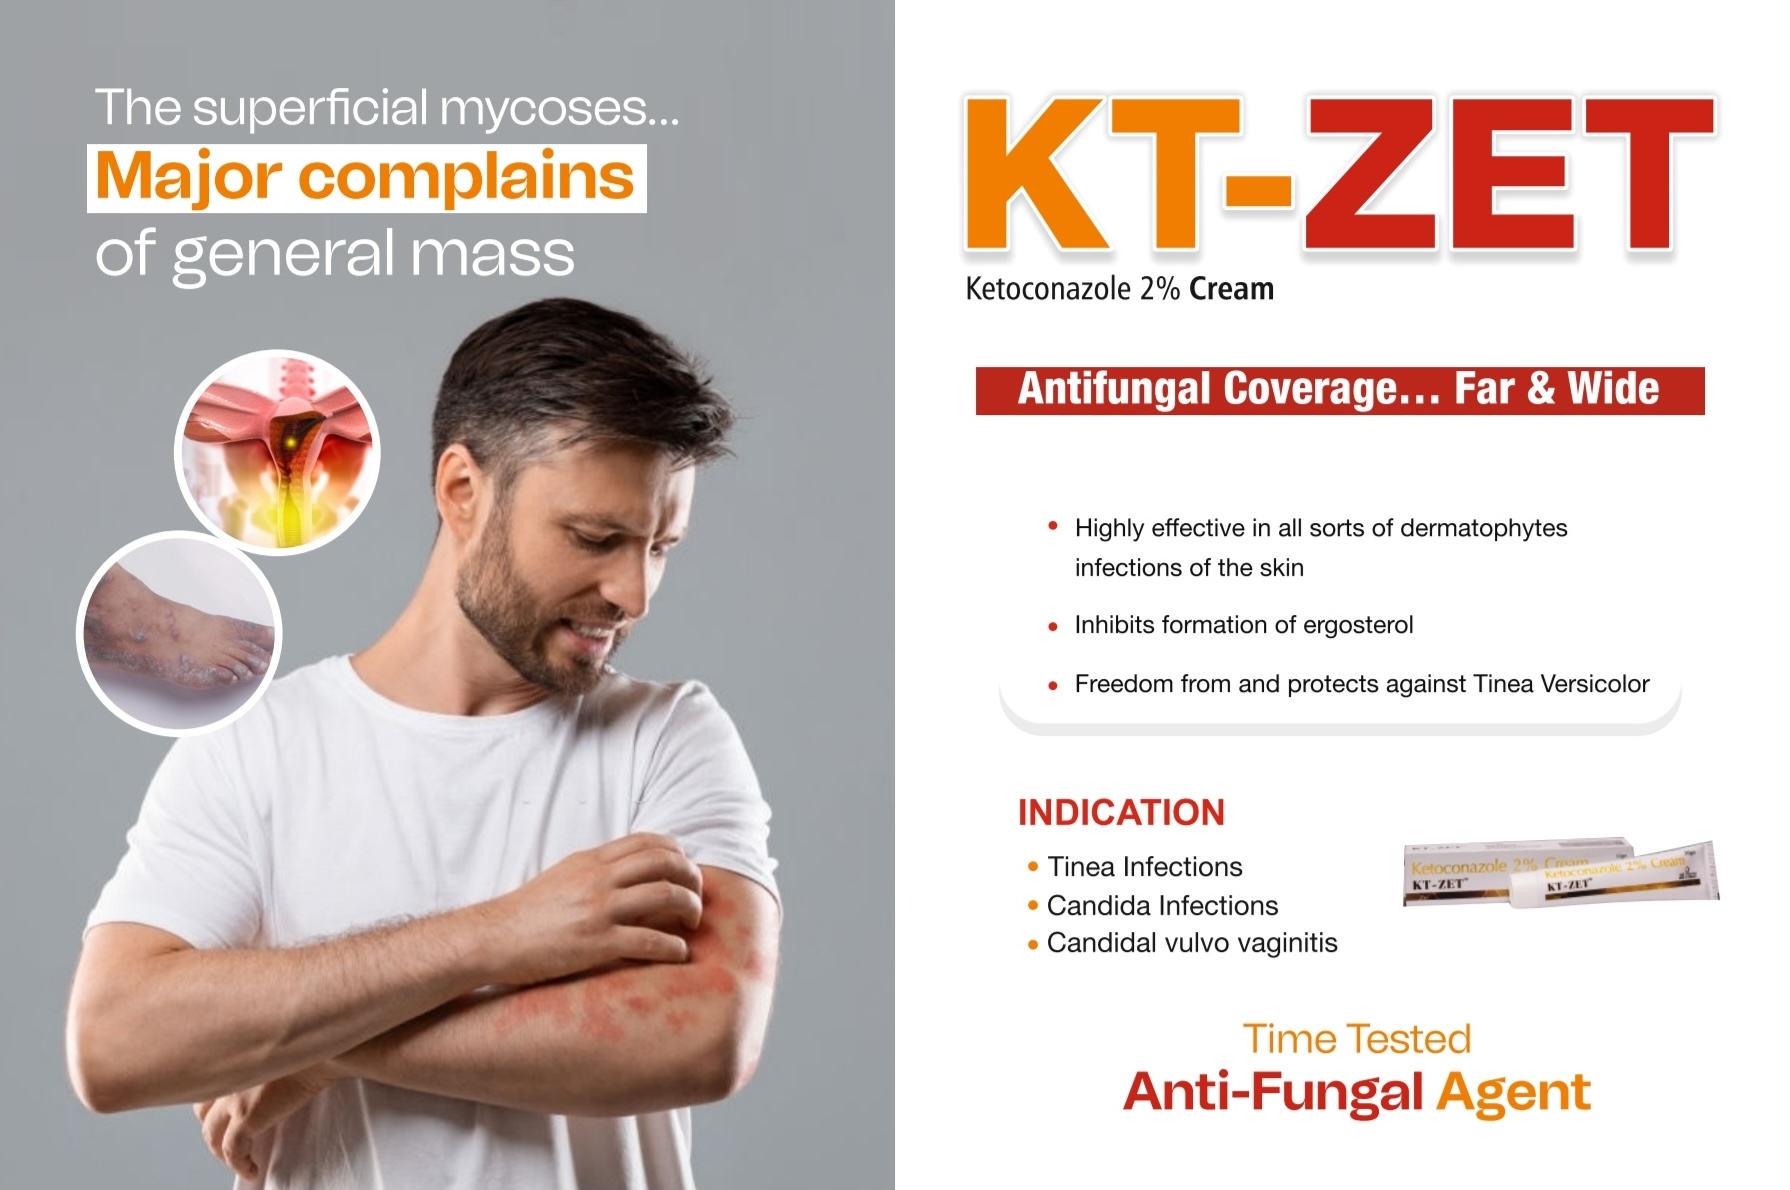 The superficial mycoses...
Major complains
of general mass
KT-ZET
Ketoconazole 2% Cream
Antifungal Coverage... Far & Wide
• Highly effective in all sorts of dermatophytes
infections of the skin
• Inhibits formation of ergosterol
• Freedom from and protects against Tinea Versicolor
INDICATION
• Tinea Infections
• Candida Infections
• Candidal vulvo vaginitis
Ketoconazole 2% Cream
KT-ZET™
Ketoconazole 2% Cream
KT-ZET™
Time Tested
Anti-Fungal Agent